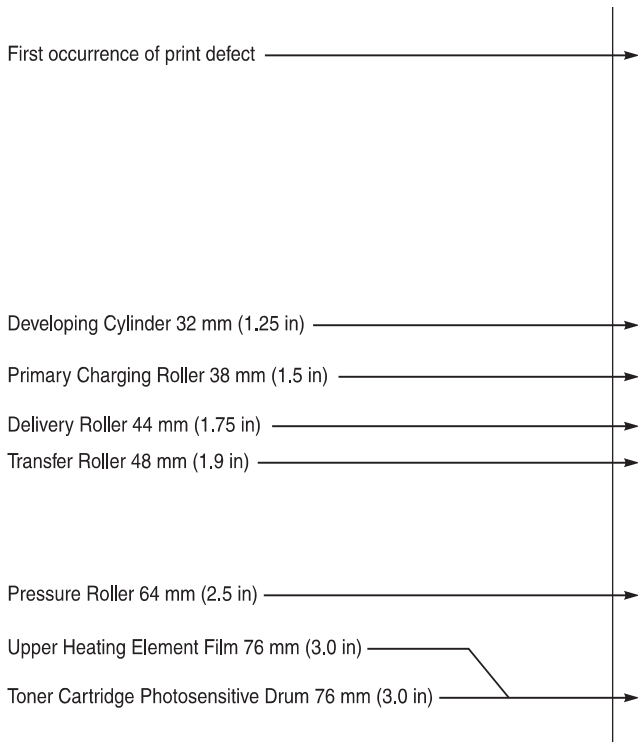 First occurrence of print defect
Developing Cylinder 32 mm (1.25 in)
Primary Charging Roller 38 mm (1.5 in)
Delivery Roller 44 mm (1.75 in)
Transfer Roller 48 mm (1.9 in)
Pressure Roller 64 mm (2.5 in)
Upper Heating Element Film 76 mm (3.0 in)
Toner Cartridge Photosensitive Drum 76 mm (3.0 in)